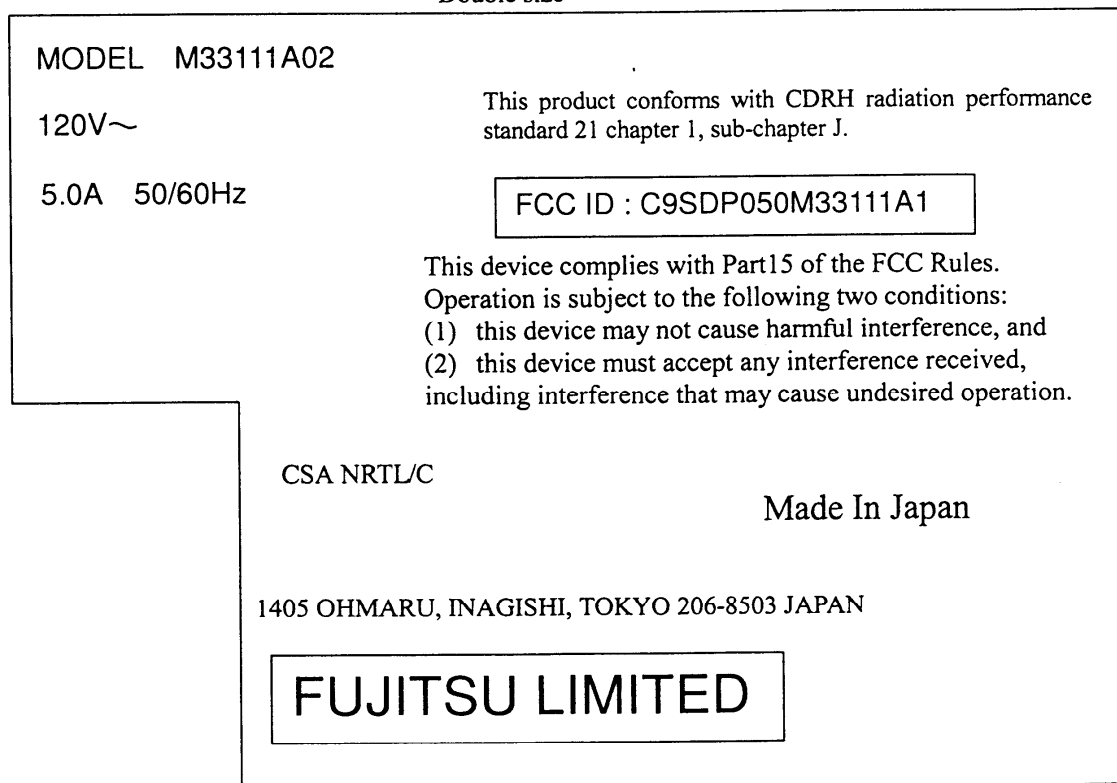 Double size
MODEL M33111A02
120V~
5.0A 50/60Hz
This product conforms with CDRH radiation performance
standard 21 chapter 1, sub-chapter J.
FCC ID : C9SDP050M33111A1
This device complies with Part15 of the FCC Rules.
Operation is subject to the following two conditions:
(1) this device may not cause harmful interference, and
(2) this device must accept any interference received,
including interference that may cause undesired operation.
CSA NRTL/C
Made In Japan
1405 OHMARU, INAGISHI, TOKYO 206-8503 JAPAN
FUJITSU LIMITED